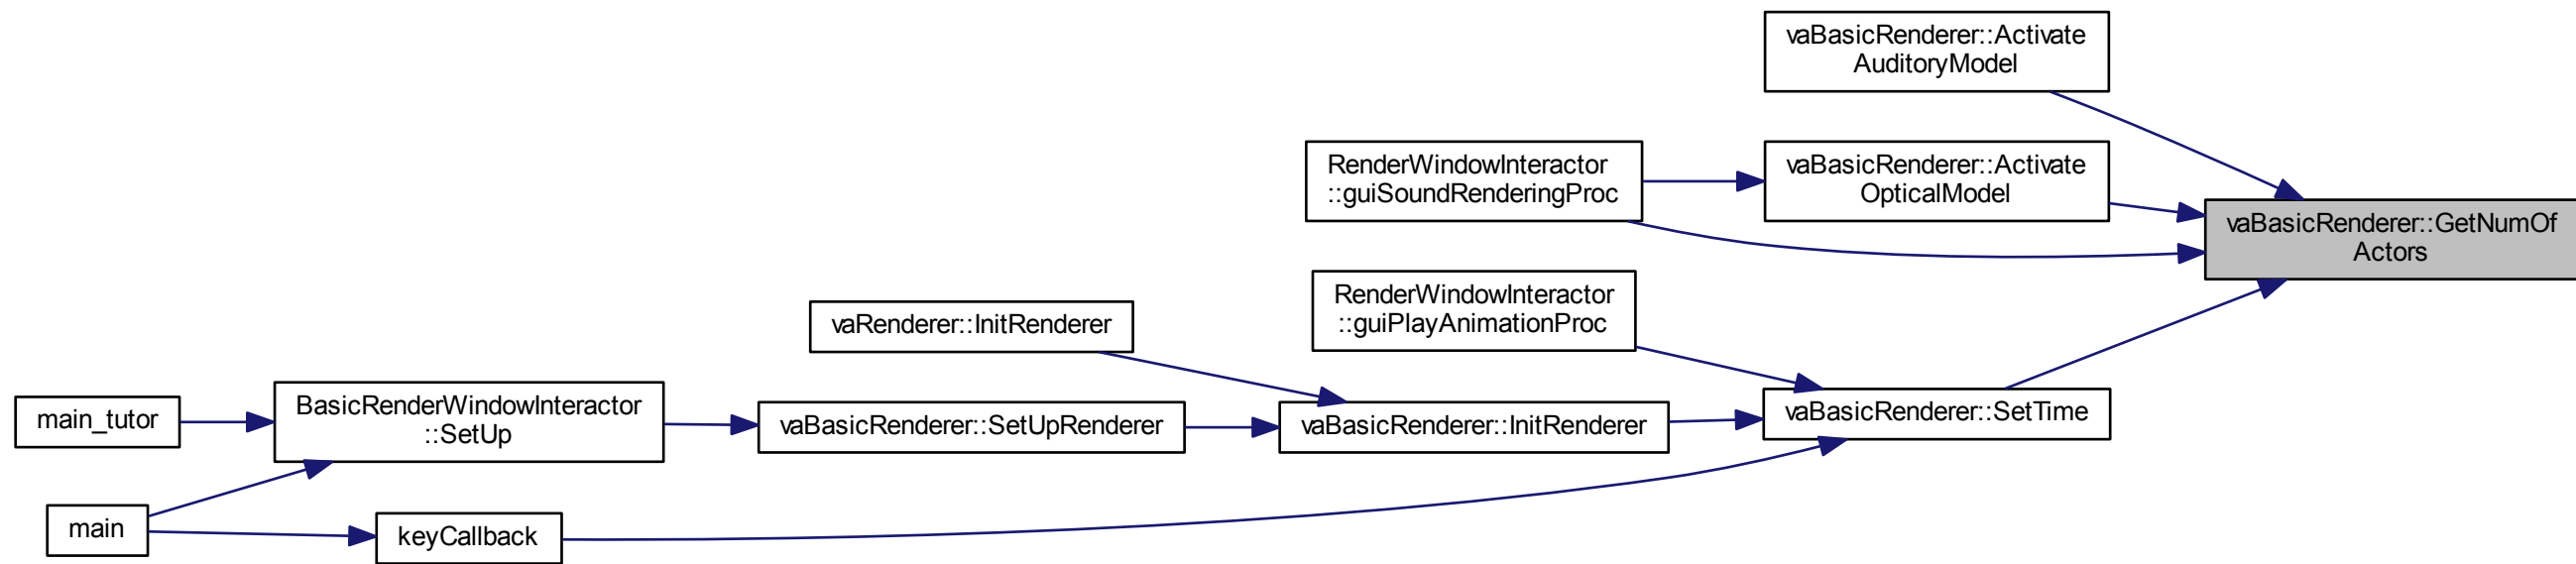 vaBasicRenderer::Activate
AuditoryModel
RenderWindowInteractor
::guiSoundRenderingProc
vaBasicRenderer::Activate
OpticalModel
vaBasicRenderer::GetNumOf
Actors
RenderWindowInteractor
::guiPlayAnimationProc
vaRenderer::InitRenderer
main_tutor
BasicRenderWindowInteractor
::SetUp
vaBasicRenderer::SetUpRenderer
vaBasicRenderer::InitRenderer
vaBasicRenderer::SetTime
main
keyCallback